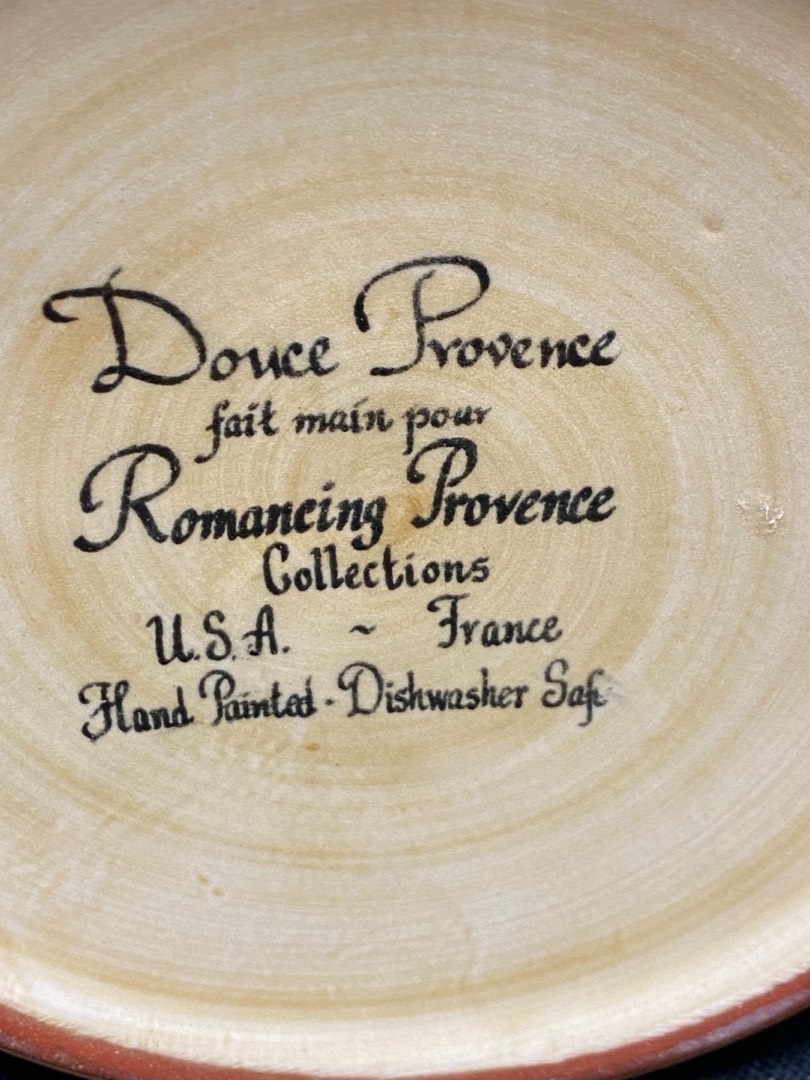 Douce Provence
fait main pour
Romancing Provence
Collections
U.S.A. ~ France
Hand Painted - Dishwasher Safe